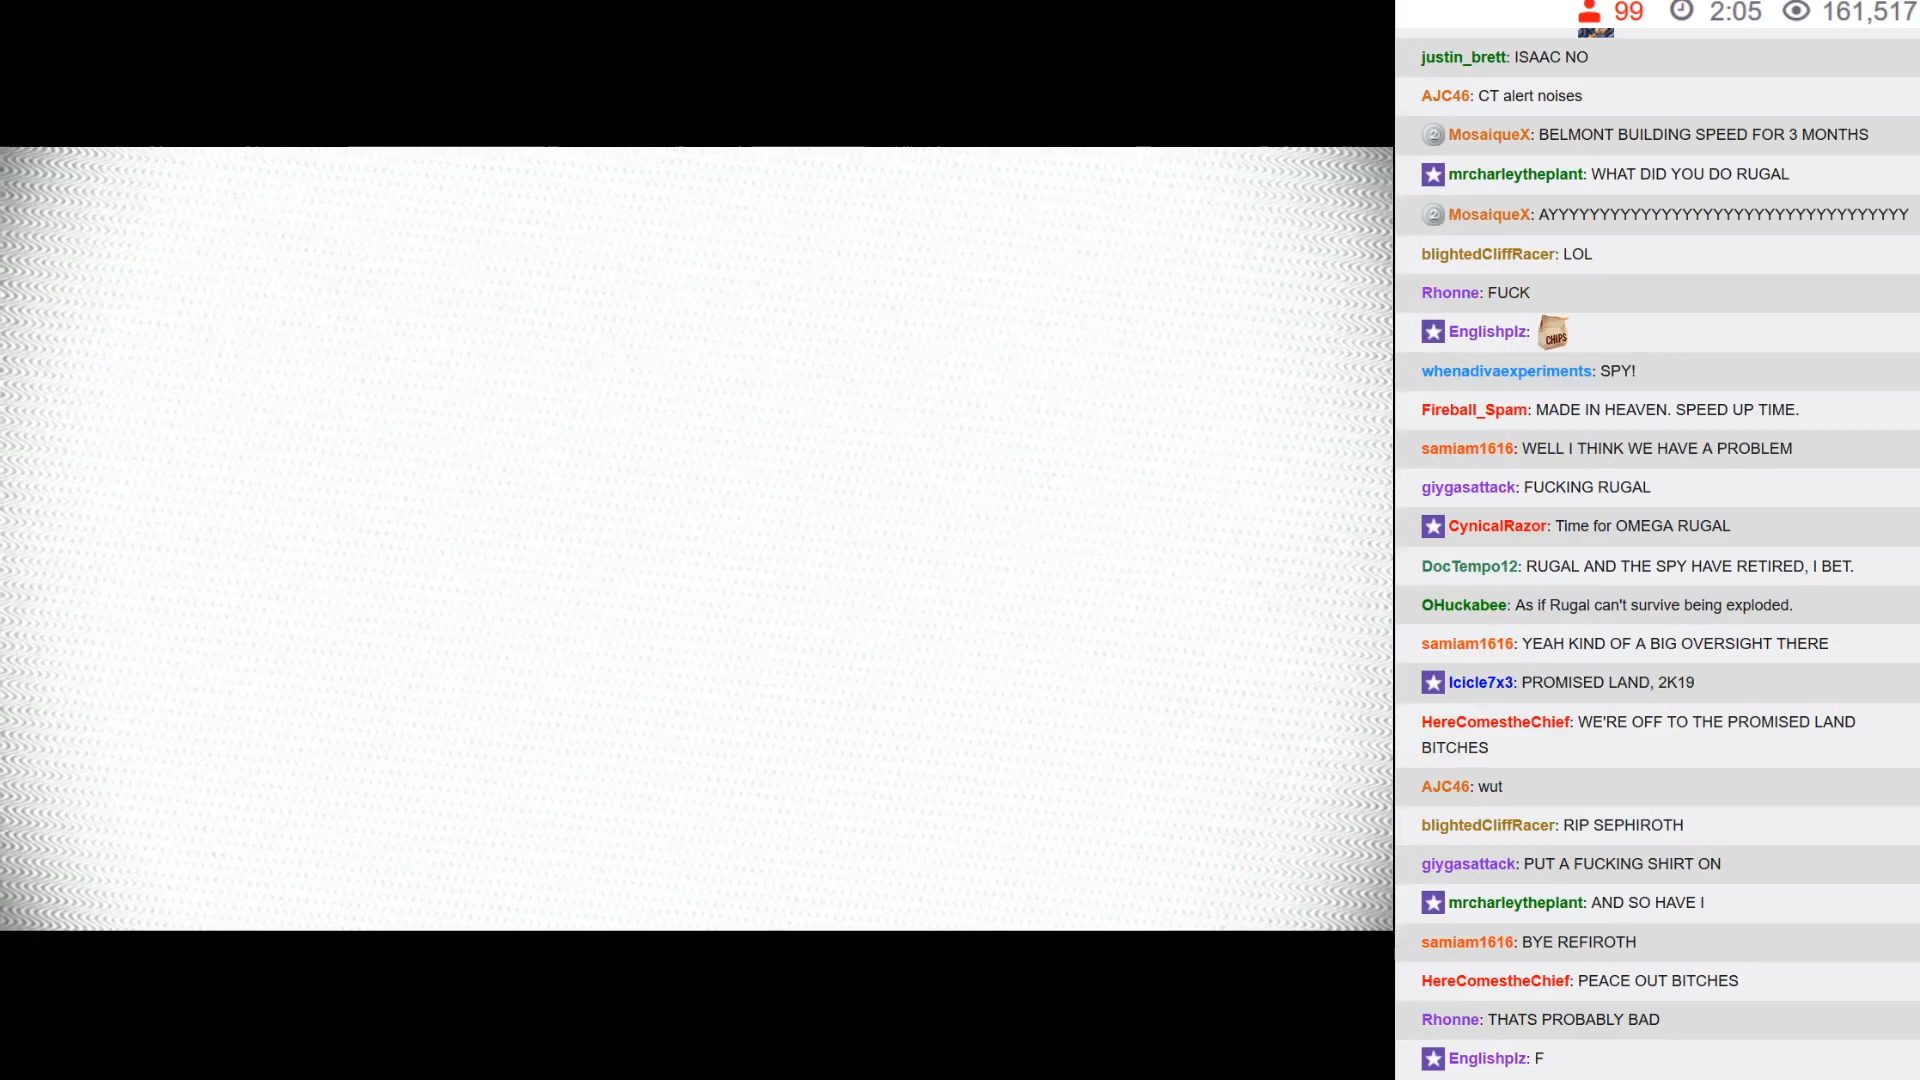 99 2:05 161,517
justin_brett: ISAAC NO
AJC46: CT alert noises
2 MosaiqueX: BELMONT BUILDING SPEED FOR 3 MONTHS
mrcharleytheplant: WHAT DID YOU DO RUGAL
2 MosaiqueX: AYYYYYYYYYYYYYYYYYYYYYYYYYYYYYYYYYYY
blightedCliffRacer: LOL
Rhonne: FUCK
Englishplz: CHIPS
whenadivaexperiments: SPY!
Fireball_Spam: MADE IN HEAVEN. SPEED UP TIME.
samiam1616: WELL I THINK WE HAVE A PROBLEM
giygasattack: FUCKING RUGAL
CynicalRazor: Time for OMEGA RUGAL
DocTempo12: RUGAL AND THE SPY HAVE RETIRED, I BET.
OHuckabee: As if Rugal can't survive being exploded.
samiam1616: YEAH KIND OF A BIG OVERSIGHT THERE
Icicle7x3: PROMISED LAND, 2K19
HereComestheChief: WE'RE OFF TO THE PROMISED LAND
BITCHES
AJC46: wut
blightedCliffRacer: RIP SEPHIROTH
giygasattack: PUT A FUCKING SHIRT ON
mrcharleytheplant: AND SO HAVE I
samiam1616: BYE REFIROTH
HereComestheChief: PEACE OUT BITCHES
Rhonne: THATS PROBABLY BAD
Englishplz: F